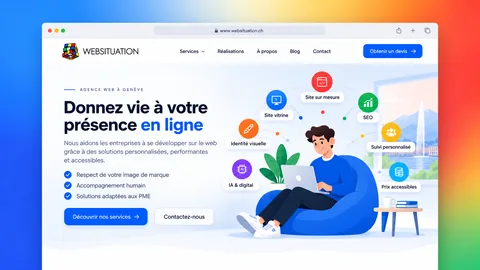 www.websituation.ch
WEBSITUATION
Services
Réalisations
À propos
Blog
Contact
Obtenir un devis →
AGENCE WEB À GENÈVE
Donnez vie à votre
présence en ligne
Nous aidons les entreprises à se développer sur le web
grâce à des solutions personnalisées, performantes
et accessibles.
Respect de votre image de marque
Accompagnement humain
Solutions adaptées aux PME
Découvrir nos services →
Contactez-nous
Site sur mesure
Site vitrine
SEO
Identité visuelle
Suivi personnalisé
IA & digital
Prix accessibles